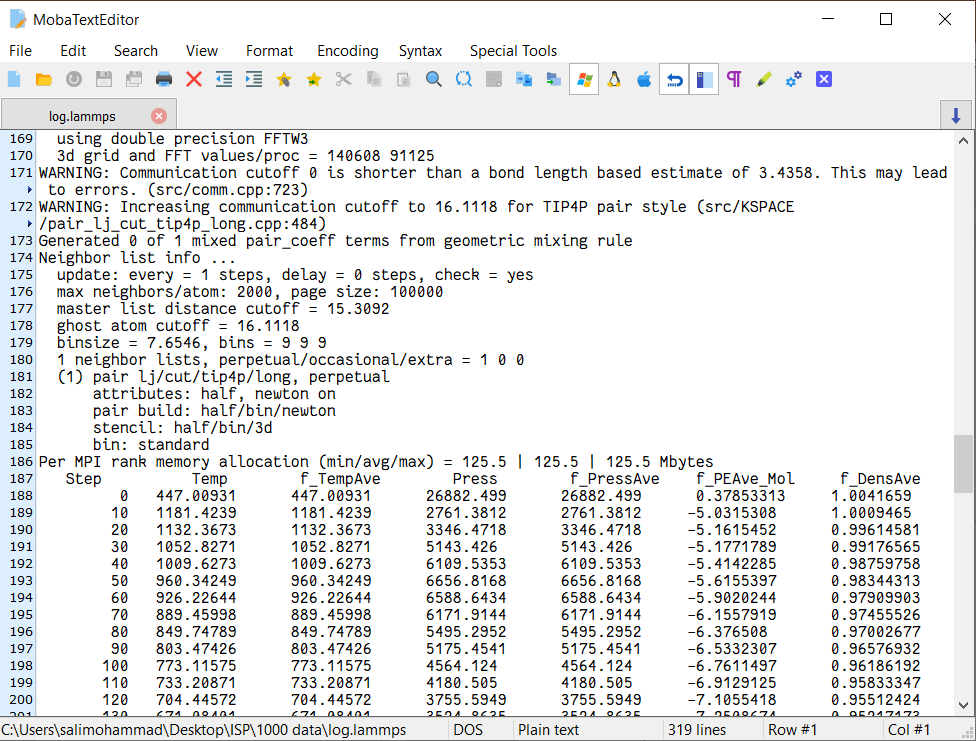 MobaTextEditor
File Edit Search View Format Encoding Syntax Special Tools
log.lammps
169 using double precision FFTW3
170 3d grid and FFT values/proc = 140608 91125
171 WARNING: Communication cutoff 0 is shorter than a bond length based estimate of 3.4358. This may lead
to errors. (src/comm.cpp:723)
172 WARNING: Increasing communication cutoff to 16.1118 for TIP4P pair style (src/KSPACE
/pair_lj_cut_tip4p_long.cpp:484)
173 Generated 0 of 1 mixed pair_coeff terms from geometric mixing rule
174 Neighbor list info ...
175 update: every = 1 steps, delay = 0 steps, check = yes
176 max neighbors/atom: 2000, page size: 100000
177 master list distance cutoff = 15.3092
178 ghost atom cutoff = 16.1118
179 binsize = 7.6546, bins = 9 9 9
180 1 neighbor lists, perpetual/occasional/extra = 1 0 0
181 (1) pair lj/cut/tip4p/long, perpetual
182 attributes: half, newton on
183 pair build: half/bin/newton
184 stencil: half/bin/3d
185 bin: standard
186 Per MPI rank memory allocation (min/avg/max) = 125.5 | 125.5 | 125.5 Mbytes
187 Step Temp f_TempAve Press f_PressAve f_PEAve_Mol f_DensAve
188 0 447.00931 447.00931 26882.499 26882.499 0.37853313 1.0041659
189 10 1181.4239 1181.4239 2761.3812 2761.3812 -5.0315308 1.0009465
190 20 1132.3673 1132.3673 3346.4718 3346.4718 -5.1615452 0.99614581
191 30 1052.8271 1052.8271 5143.426 5143.426 -5.1771789 0.99176565
192 40 1009.6273 1009.6273 6109.5353 6109.5353 -5.4142285 0.98759758
193 50 960.34249 960.34249 6656.8168 6656.8168 -5.6155397 0.98344313
194 60 926.22644 926.22644 6588.6434 6588.6434 -5.9020244 0.97909903
195 70 889.45998 889.45998 6171.9144 6171.9144 -6.1557919 0.97455526
196 80 849.74789 849.74789 5495.2952 5495.2952 -6.376508 0.97002677
197 90 803.47426 803.47426 5175.4541 5175.4541 -6.5332307 0.96576932
198 100 773.11575 773.11575 4564.124 4564.124 -6.7611497 0.96186192
199 110 733.20871 733.20871 4180.505 4180.505 -6.9129125 0.95833347
200 120 704.44572 704.44572 3755.5949 3755.5949 -7.1055418 0.95512424
C:\Users\salimohammad\Desktop\ISP\1000 data\log.lammps DOS Plain text 319 lines Row #1 Col #1